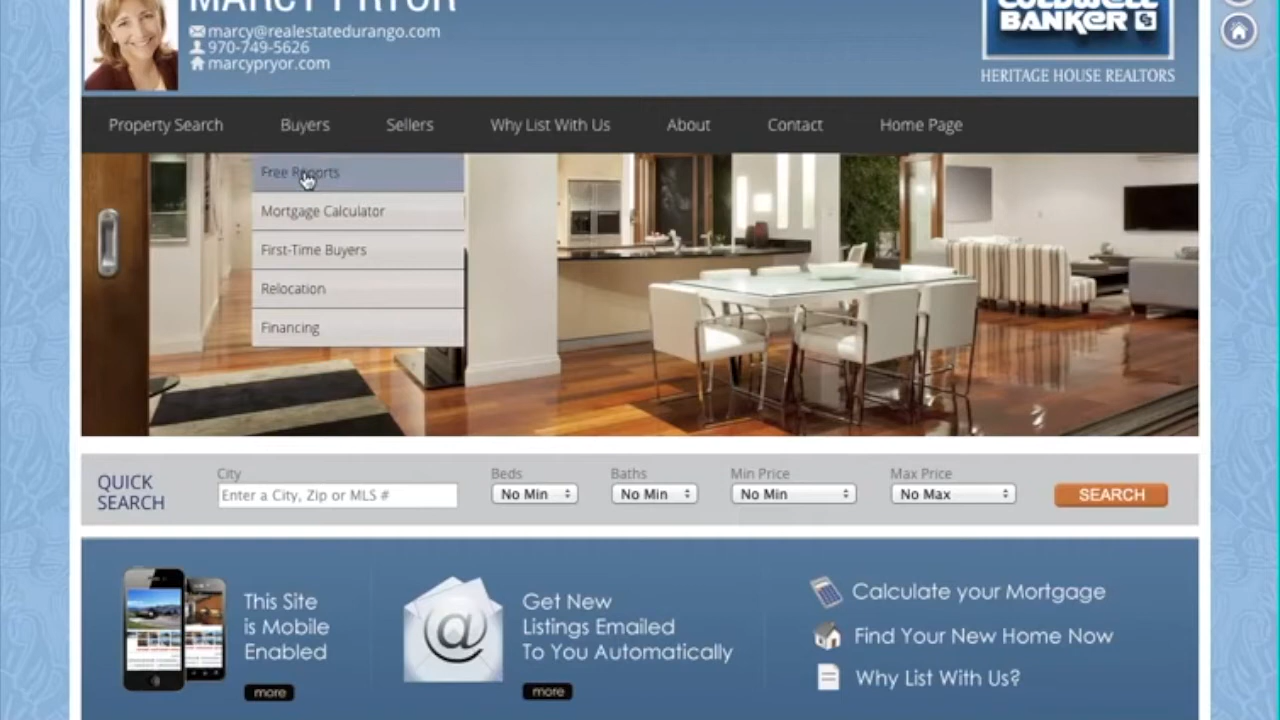 MARCY PRYOR
marcy@realestatedurango.com
970-749-5626
marcypryor.com
COLDWELL
BANKER
HERITAGE HOUSE REALTORS
Property Search
Buyers
Sellers
Why List With Us
About
Contact
Home Page
Free Reports
Mortgage Calculator
First-Time Buyers
Relocation
Financing
QUICK
SEARCH
City
Enter a City, Zip or MLS #
Beds
No Min
Baths
No Min
Min Price
No Min
Max Price
No Max
SEARCH
This Site
is Mobile
Enabled
more
Get New
Listings Emailed
To You Automatically
more
Calculate your Mortgage
Find Your New Home Now
Why List With Us?